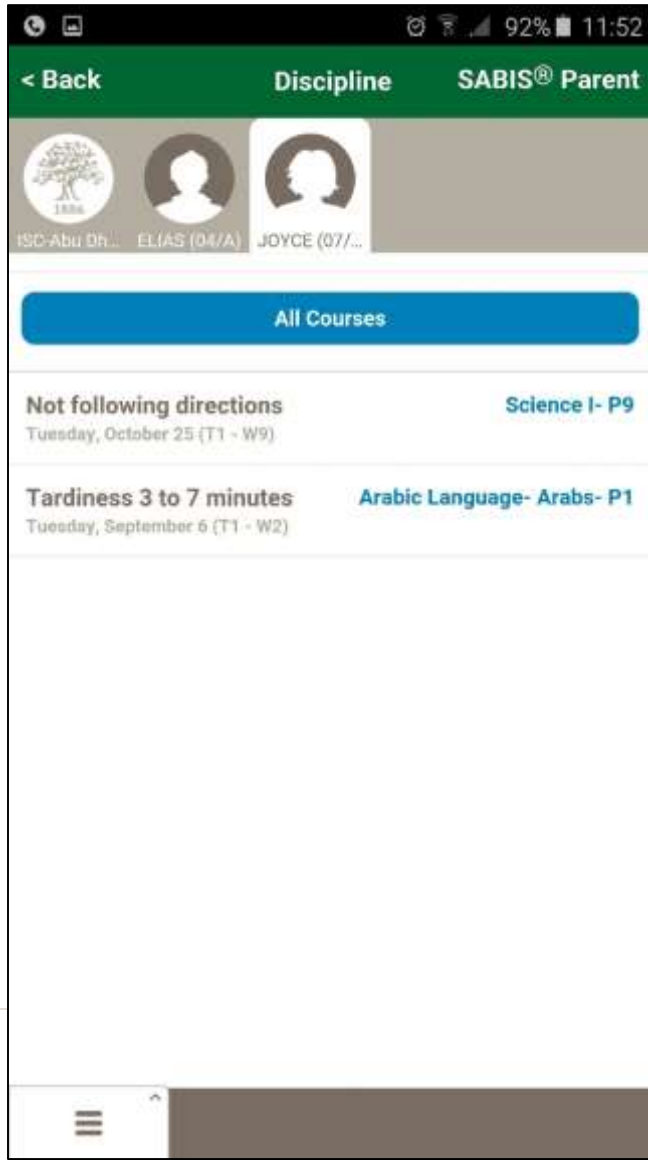 92% 11:52
< Back Discipline SABIS® Parent
1886
ISC-Abu Dh... ELIAS (04/A) JOYCE (07/...
All Courses
Not following directions Science I- P9
Tuesday, October 25 (T1 - W9)
Tardiness 3 to 7 minutes Arabic Language- Arabs- P1
Tuesday, September 6 (T1 - W2)